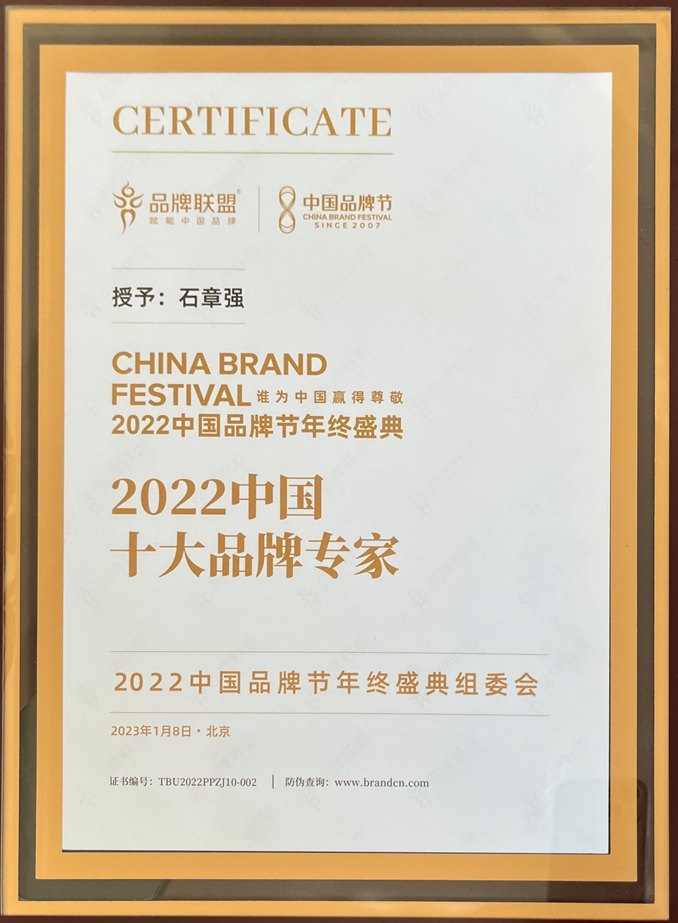 CERTIFICATE
品牌联盟®
赋能中国品牌
中国品牌节
CHINA BRAND FESTIVAL
SINCE 2007
授予：石章强
CHINA BRAND
FESTIVAL 谁为中国赢得尊敬
2022中国品牌节年终盛典
2022中国
十大品牌专家
2022中国品牌节年终盛典组委会
2023年1月8日·北京
证书编号：TBU2022PPZJ10-002 | 防伪查询：www.brandcn.com